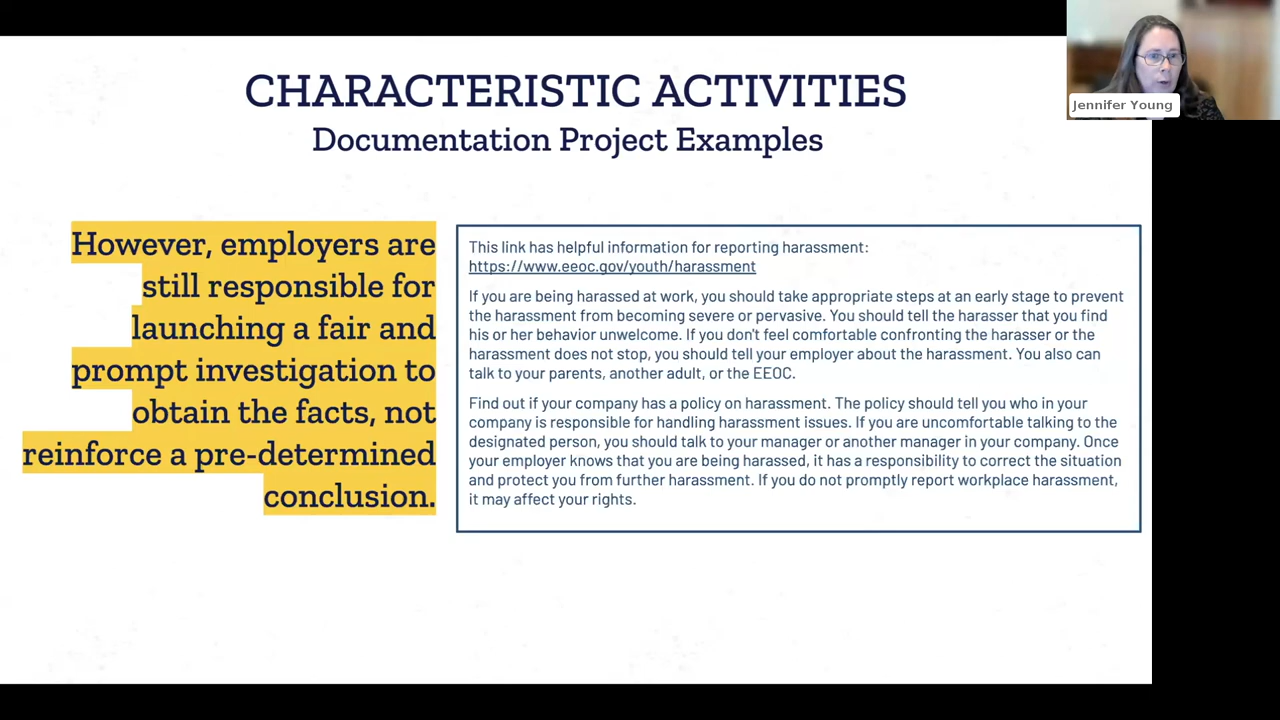 CHARACTERISTIC ACTIVITIES
Documentation Project Examples
Jennifer Young
However, employers are
still responsible for
launching a fair and
prompt investigation to
obtain the facts, not
reinforce a pre-determined
conclusion.
This link has helpful information for reporting harassment:
https://www.eeoc.gov/youth/harassment
If you are being harassed at work, you should take appropriate steps at an early stage to prevent
the harassment from becoming severe or pervasive. You should tell the harasser that you find
his or her behavior unwelcome. If you don't feel comfortable confronting the harasser or the
harassment does not stop, you should tell your employer about the harassment. You also can
talk to your parents, another adult, or the EEOC.
Find out if your company has a policy on harassment. The policy should tell you who in your
company is responsible for handling harassment issues. If you are uncomfortable talking to the
designated person, you should talk to your manager or another manager in your company. Once
your employer knows that you are being harassed, it has a responsibility to correct the situation
and protect you from further harassment. If you do not promptly report workplace harassment,
it may affect your rights.